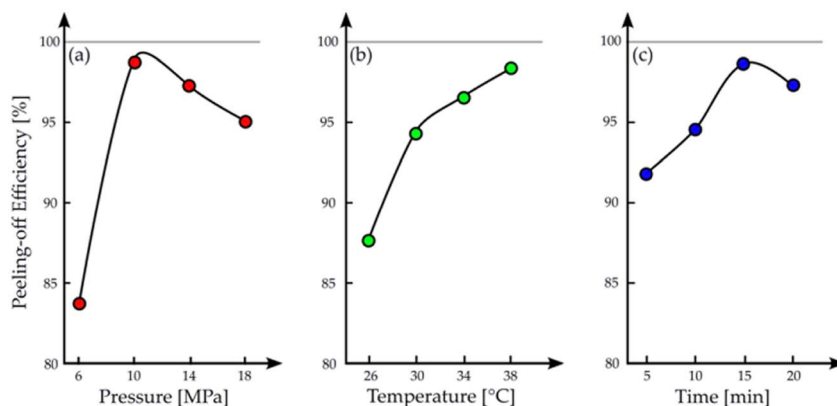 Peeling-off Efficiency [%]
100
95
90
85
80
(a)
6 10 14 18
Pressure [MPa]
100
95
90
85
80
(b)
26 30 34 38
Temperature [°C]
100
95
90
85
80
(c)
5 10 15 20
Time [min]